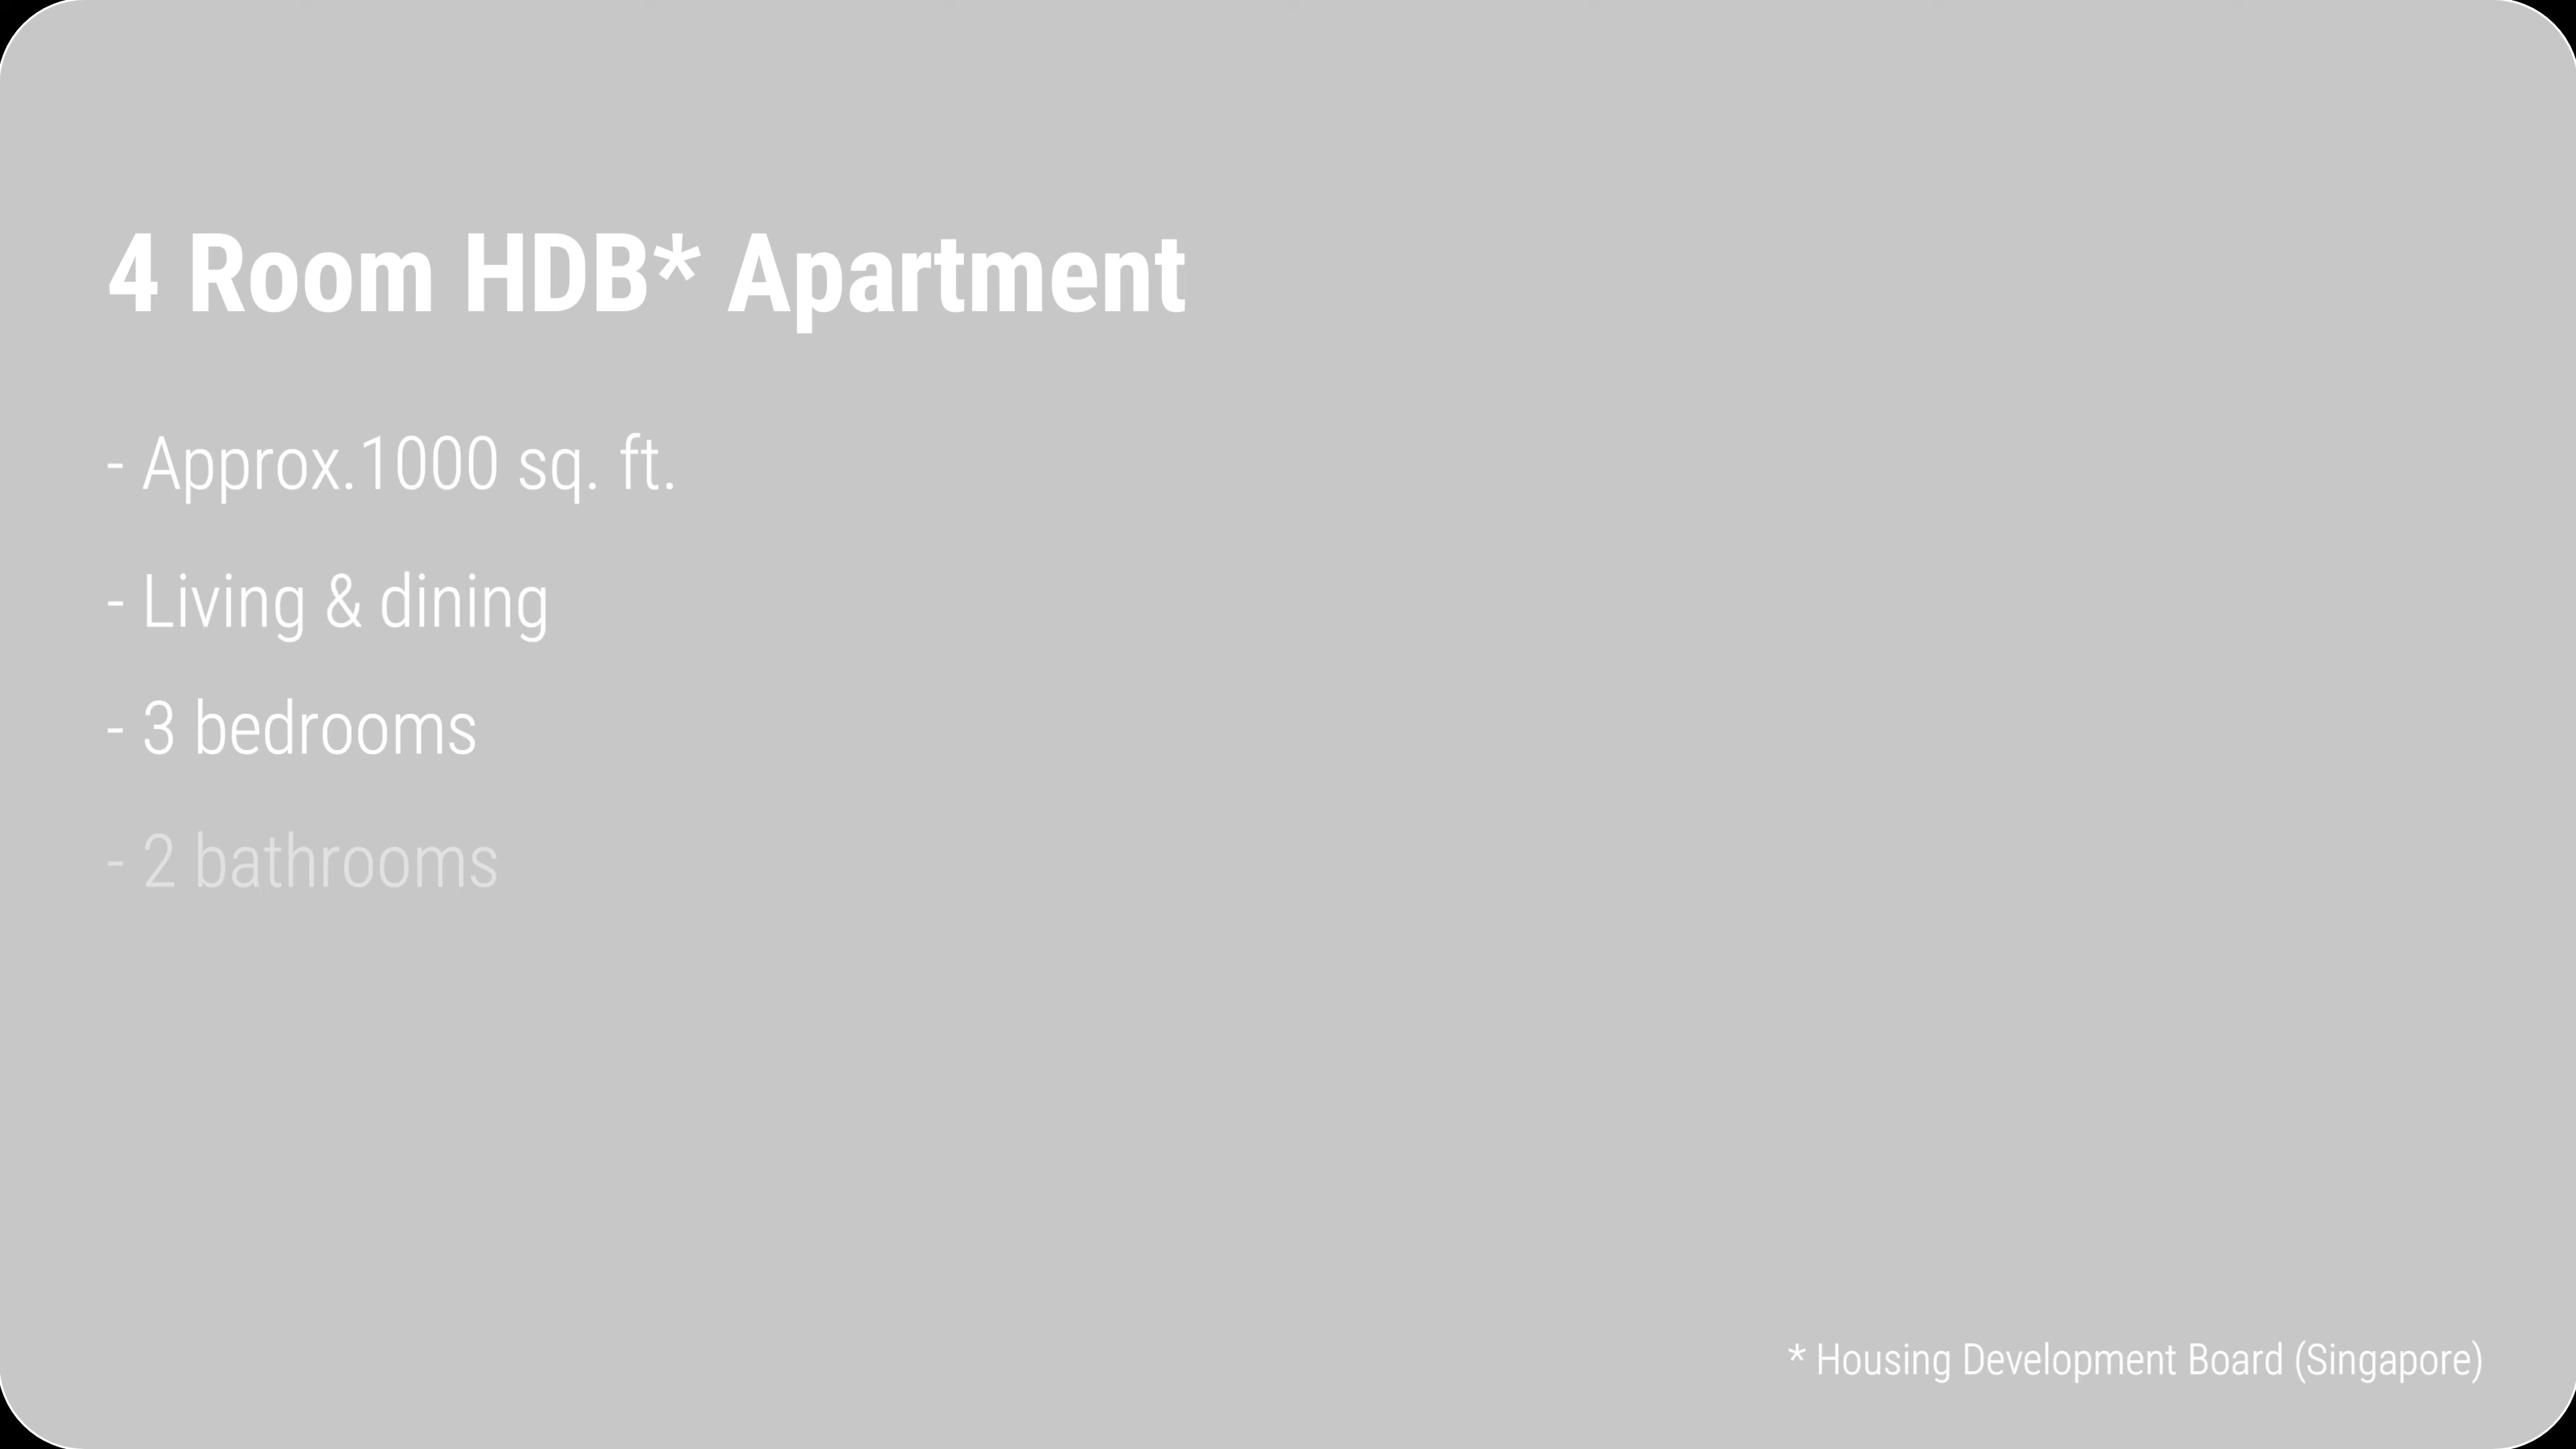 4 Room HDB* Apartment
- Approx.1000 sq. ft.
- Living & dining
- 3 bedrooms
- 2 bathrooms
* Housing Development Board (Singapore)